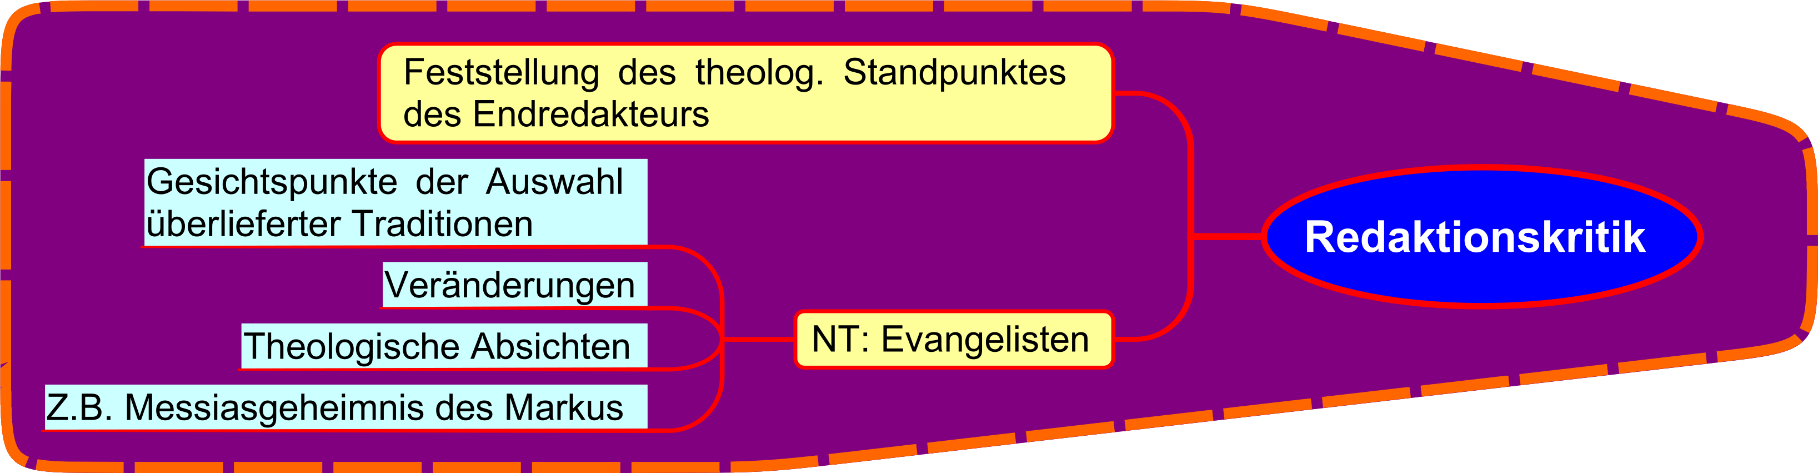 Feststellung des theolog. Standpunktes
des Endredakteurs
Gesichtspunkte der Auswahl
überlieferter Traditionen
Veränderungen
Theologische Absichten
Z.B. Messiasgeheimnis des Markus
NT: Evangelisten
Redaktionskritik